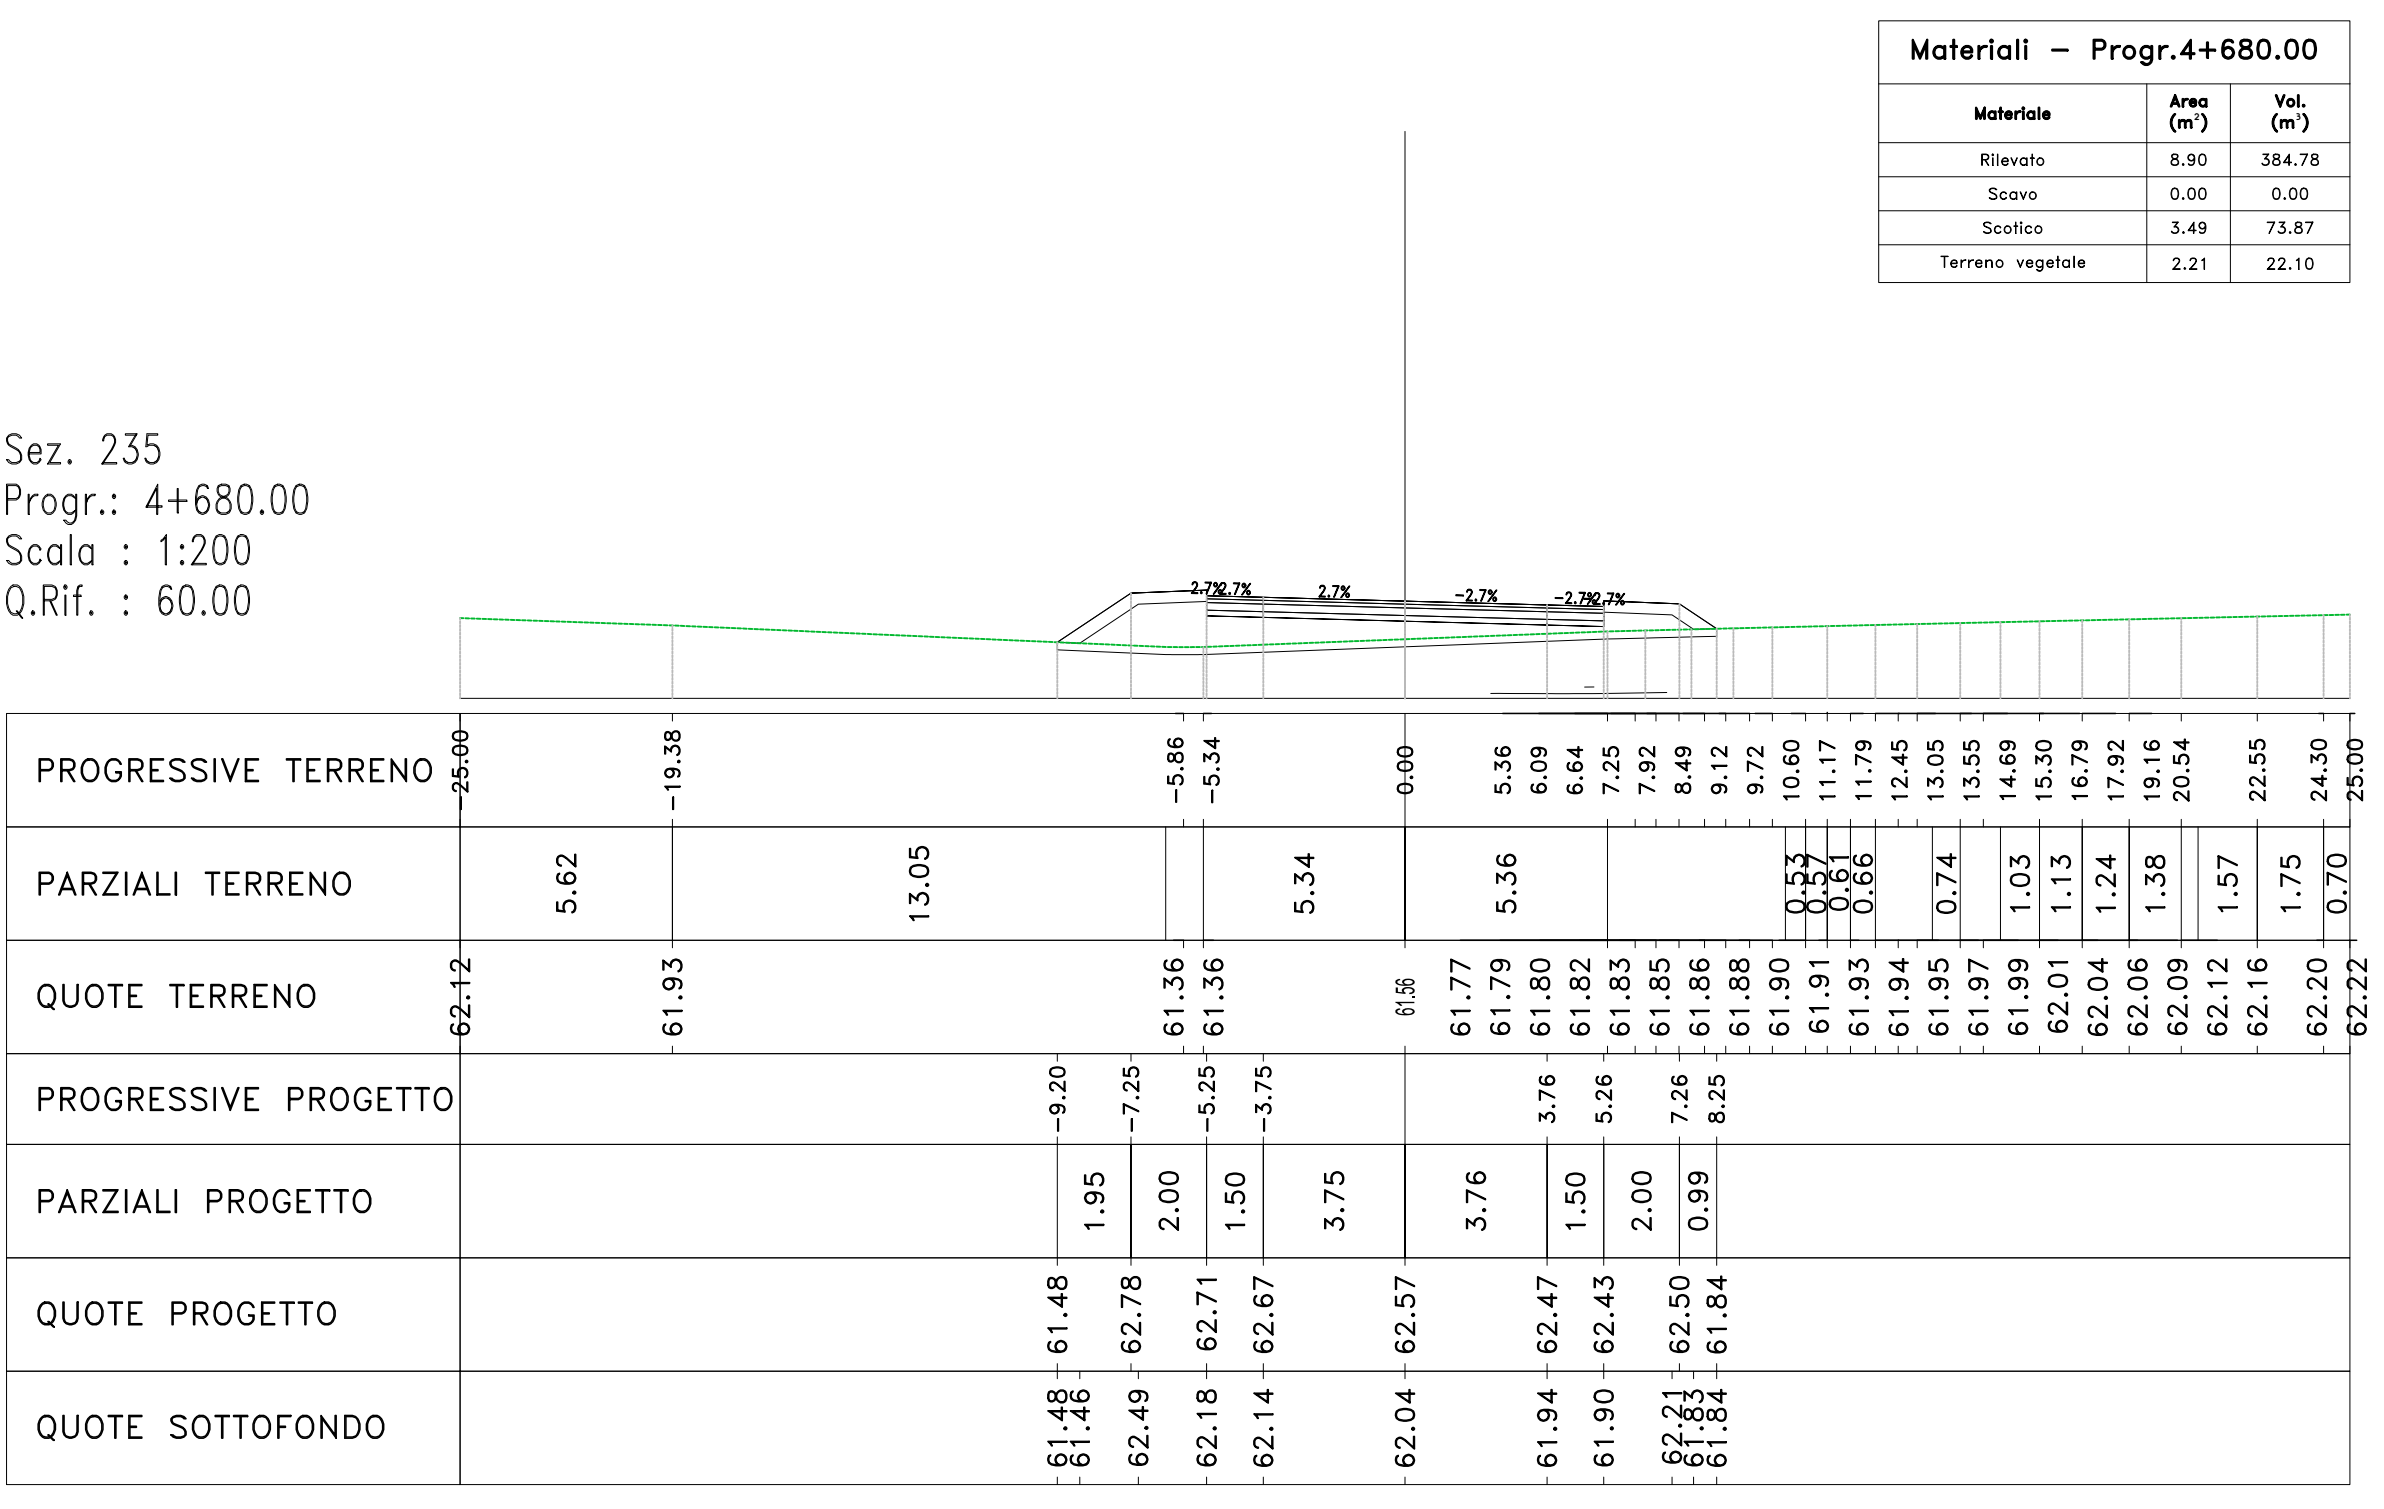 Materiali – Progr.4+680.00
Materiale Area (m²) Vol. (m³)
Rilevato 8.90 384.78
Scavo 0.00 0.00
Scotico 3.49 73.87
Terreno vegetale 2.21 22.10
Sez. 235
Progr.: 4+680.00
Scala : 1:200
Q.Rif. : 60.00
2.7% 2.7% 2.7% -2.7% -2.7% 2.7%
PROGRESSIVE TERRENO -25.00 -19.38 -5.86 -5.34 0.00 5.36 6.09 6.64 7.25 7.92 8.49 9.12 9.72 10.60 11.17 11.79 12.45 13.05 13.55 14.69 15.30 16.79 17.92 19.16 20.54 22.55 24.30 25.00
PARZIALI TERRENO 5.62 13.05 5.34 5.36 0.53 0.57 0.61 0.66 0.74 1.03 1.13 1.24 1.38 1.57 1.75 0.70
QUOTE TERRENO 62.12 61.93 61.36 61.36 61.56 61.77 61.79 61.80 61.82 61.83 61.85 61.86 61.88 61.90 61.91 61.93 61.94 61.95 61.97 61.99 62.01 62.04 62.06 62.09 62.12 62.16 62.20 62.22
PROGRESSIVE PROGETTO -9.20 -7.25 -5.25 -3.75 3.76 5.26 7.26 8.25
PARZIALI PROGETTO 1.95 2.00 1.50 3.75 3.76 1.50 2.00 0.99
QUOTE PROGETTO 61.48 62.78 62.71 62.67 62.57 62.47 62.43 62.50 61.84
QUOTE SOTTOFONDO 61.48 61.46 62.49 62.18 62.14 62.04 61.94 61.90 62.21 61.83 61.84